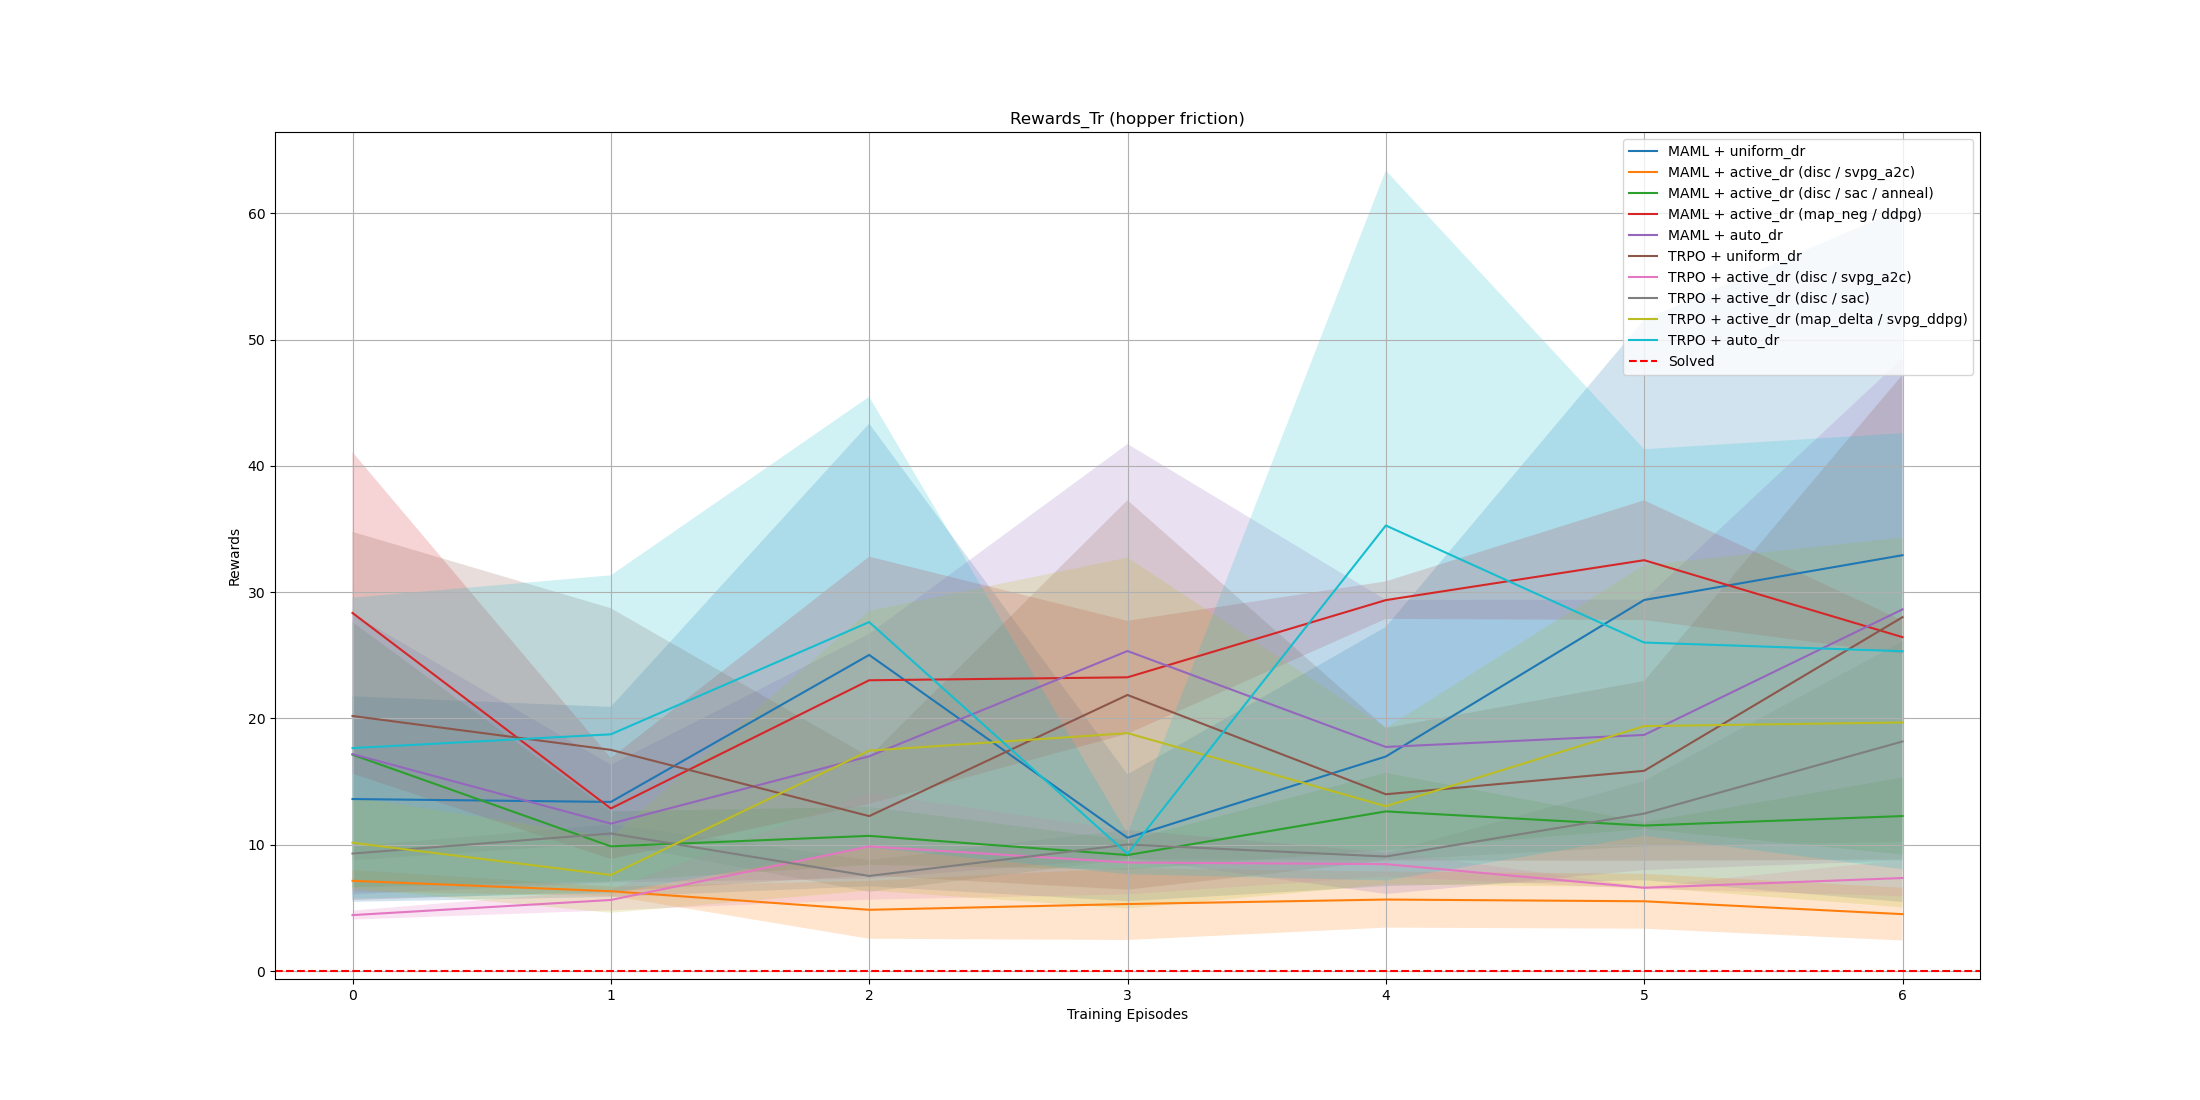 Rewards_Tr (hopper friction)
MAML + uniform_dr
MAML + active_dr (disc / svpg_a2c)
MAML + active_dr (disc / sac / anneal)
MAML + active_dr (map_neg / ddpg)
MAML + auto_dr
TRPO + uniform_dr
TRPO + active_dr (disc / svpg_a2c)
TRPO + active_dr (disc / sac)
TRPO + active_dr (map_delta / svpg_ddpg)
TRPO + auto_dr
Solved
Rewards
60
50
40
30
20
10
0
0 1 2 3 4 5 6
Training Episodes